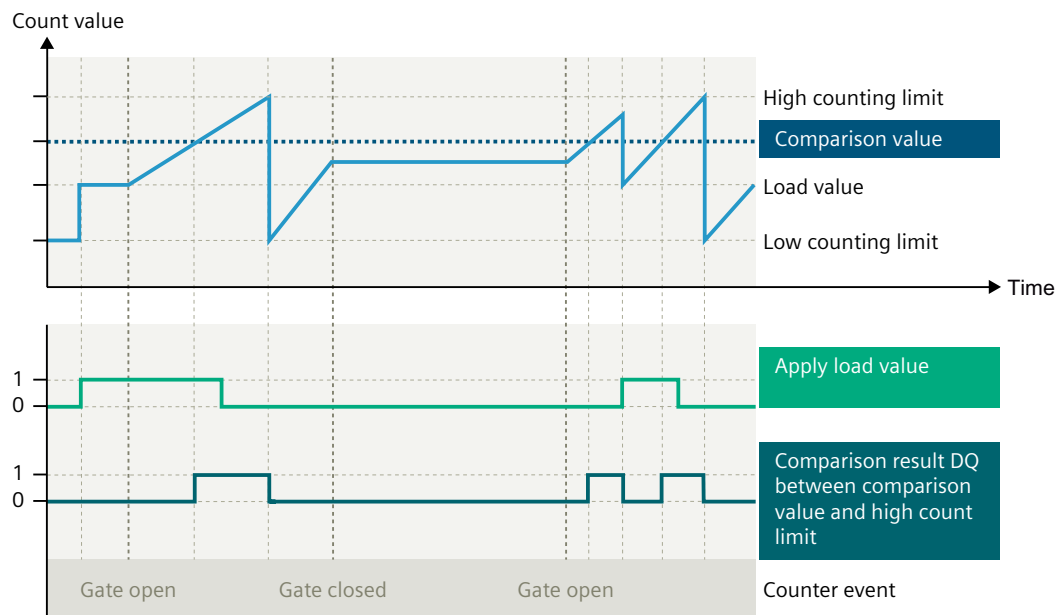 Count value
High counting limit
Comparison value
Load value
Low counting limit
Time
1
0
Apply load value
1
0
Comparison result DQ
between comparison
value and high count
limit
Gate open
Gate closed
Gate open
Counter event